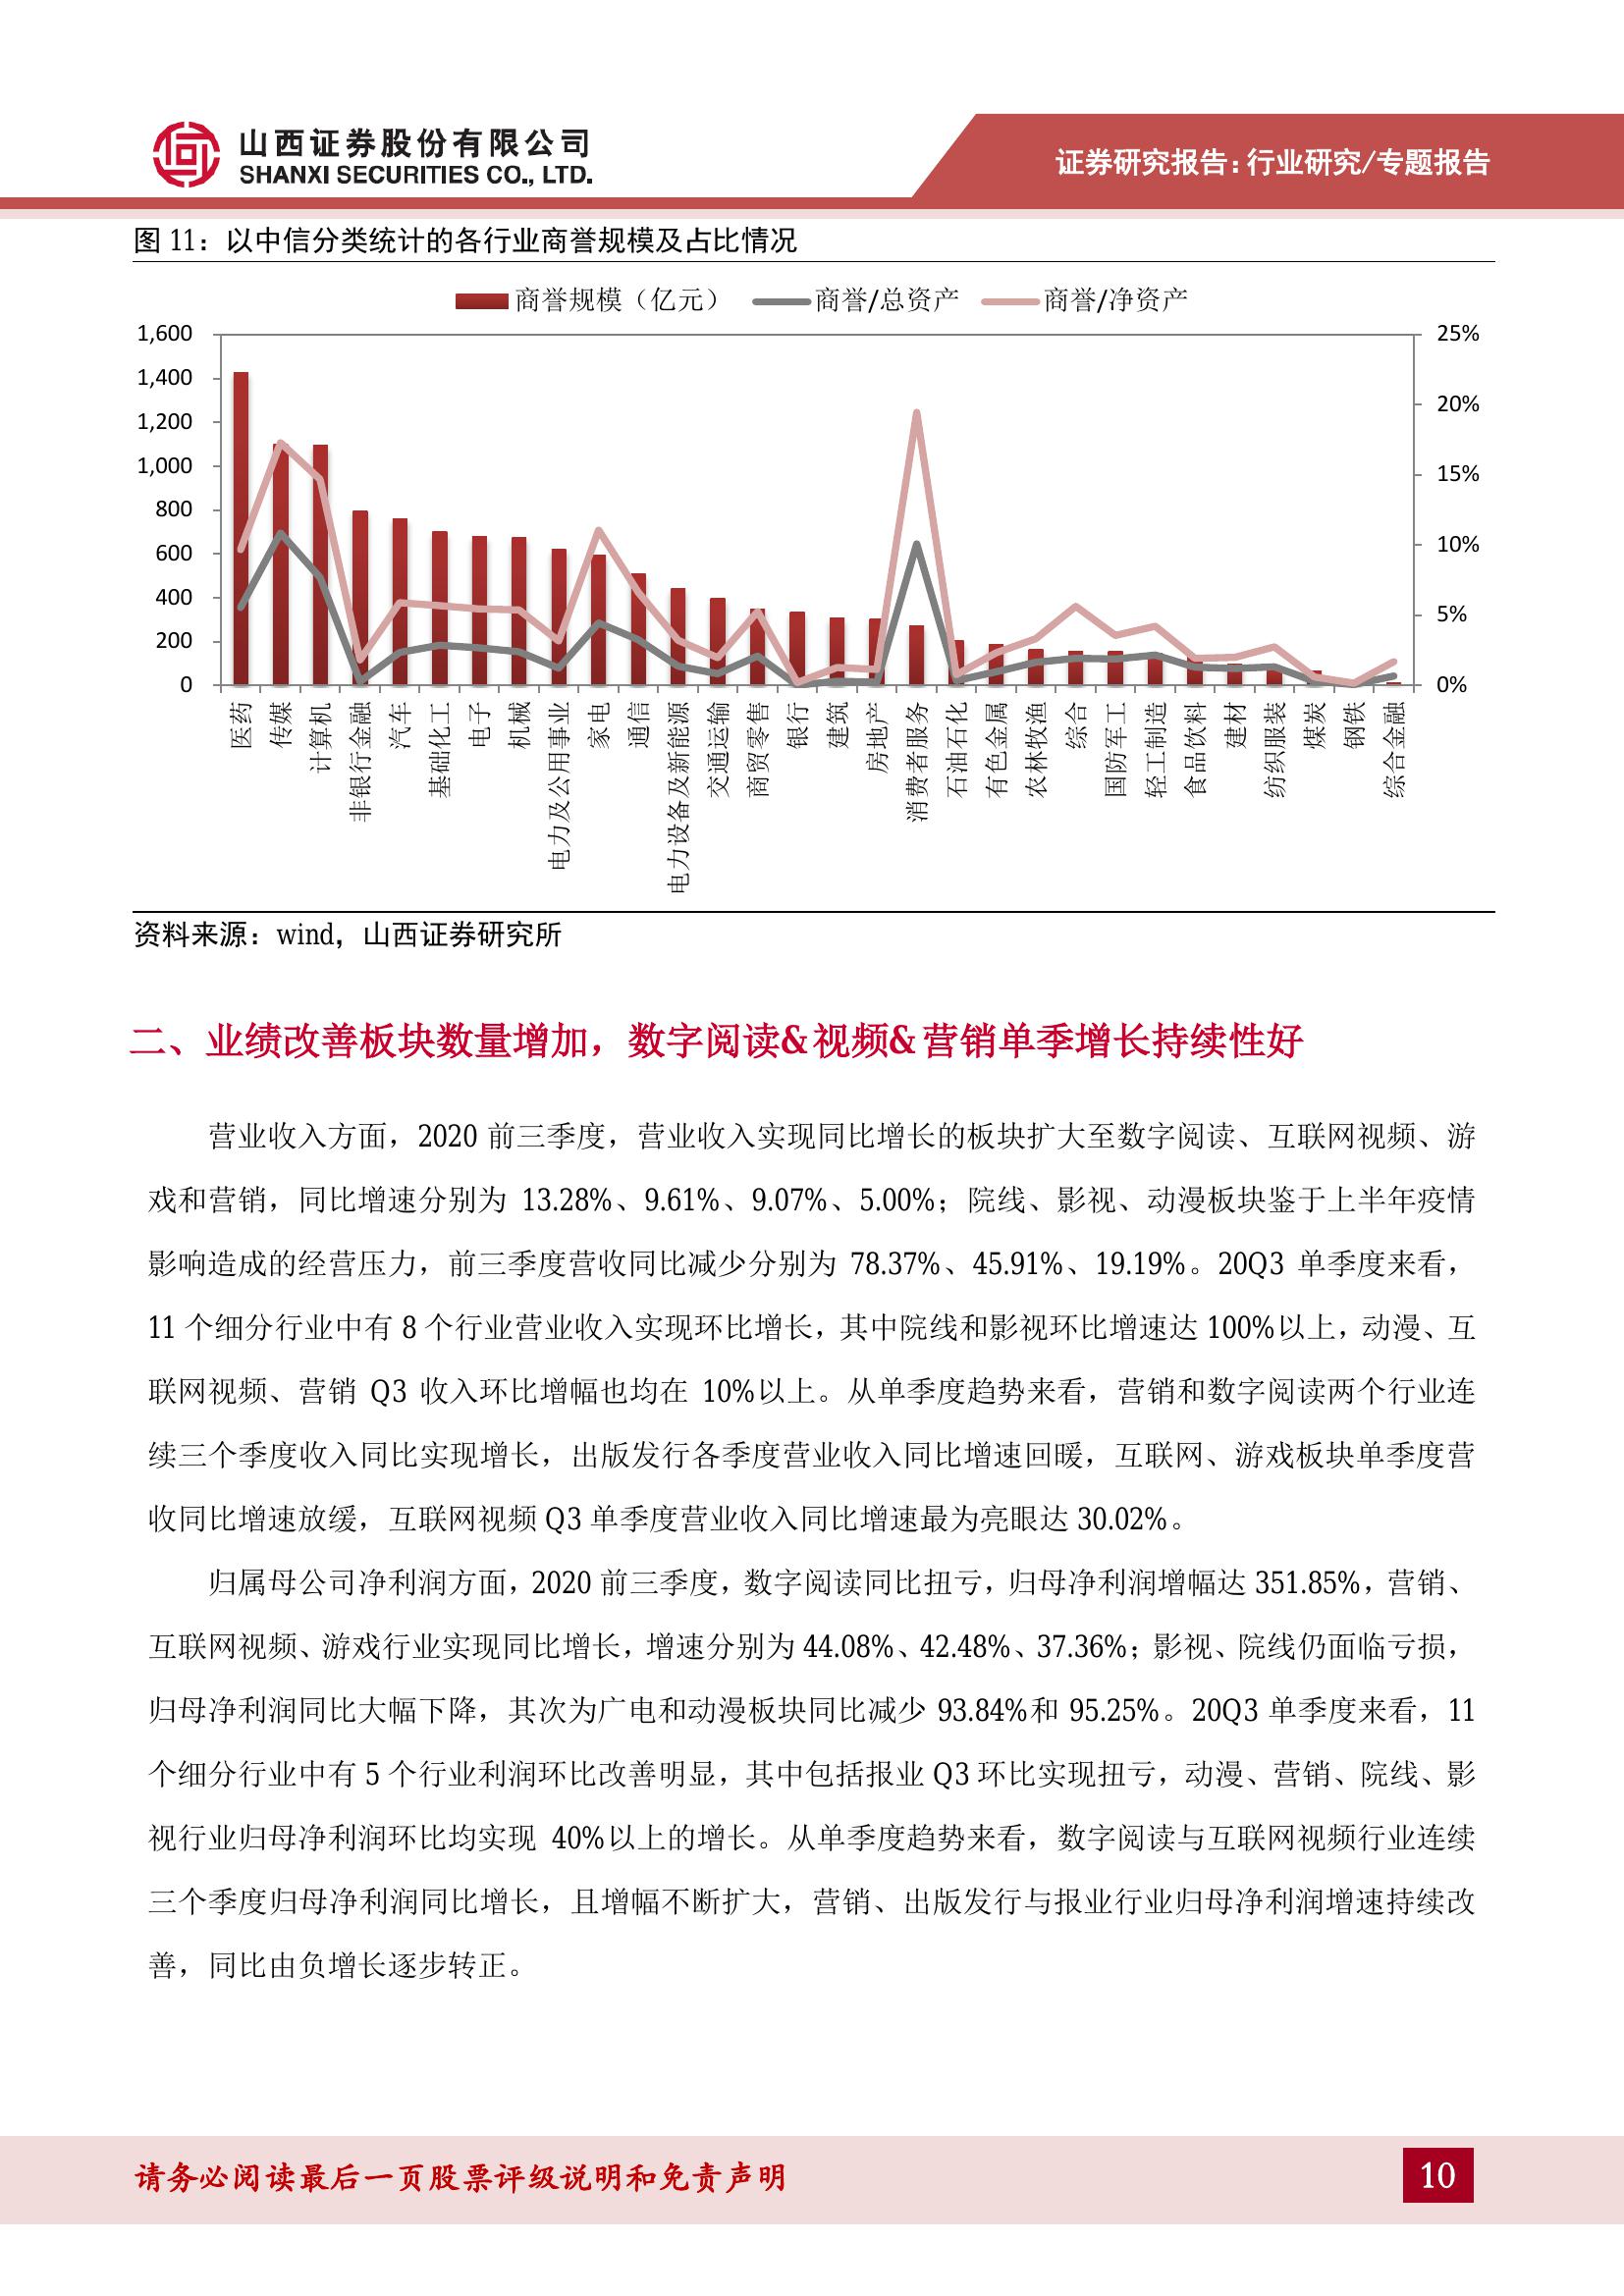 山西证券股份有限公司
SHANXI SECURITIES CO., LTD.
证券研究报告：行业研究/专题报告
图 11：以中信分类统计的各行业商誉规模及占比情况
商誉规模（亿元） 商誉/总资产 商誉/净资产
1,600
1,400
1,200
1,000
800
600
400
200
0
25%
20%
15%
10%
5%
0%
医药
传媒
计算机
非银行金融
汽车
基础化工
电子
机械
电力及公用事业
家电
通信
电力设备及新能源
交通运输
商贸零售
银行
建筑
房地产
消费者服务
石油石化
有色金属
农林牧渔
综合
国防军工
轻工制造
食品饮料
建材
纺织服装
煤炭
钢铁
综合金融
资料来源：wind，山西证券研究所
二、业绩改善板块数量增加，数字阅读&视频&营销单季增长持续性好
营业收入方面，2020 前三季度，营业收入实现同比增长的板块扩大至数字阅读、互联网视频、游
戏和营销，同比增速分别为 13.28%、9.61%、9.07%、5.00%；院线、影视、动漫板块鉴于上半年疫情
影响造成的经营压力，前三季度营收同比减少分别为 78.37%、45.91%、19.19%。20Q3 单季度来看，
11 个细分行业中有 8 个行业营业收入实现环比增长，其中院线和影视环比增速达 100%以上，动漫、互
联网视频、营销 Q3 收入环比增幅也均在 10%以上。从单季度趋势来看，营销和数字阅读两个行业连
续三个季度收入同比实现增长，出版发行各季度营业收入同比增速回暖，互联网、游戏板块单季度营
收同比增速放缓，互联网视频 Q3 单季度营业收入同比增速最为亮眼达 30.02%。
归属母公司净利润方面，2020 前三季度，数字阅读同比扭亏，归母净利润增幅达 351.85%，营销、
互联网视频、游戏行业实现同比增长，增速分别为 44.08%、42.48%、37.36%；影视、院线仍面临亏损，
归母净利润同比大幅下降，其次为广电和动漫板块同比减少 93.84%和 95.25%。20Q3 单季度来看，11
个细分行业中有 5 个行业利润环比改善明显，其中包括报业 Q3 环比实现扭亏，动漫、营销、院线、影
视行业归母净利润环比均实现 40%以上的增长。从单季度趋势来看，数字阅读与互联网视频行业连续
三个季度归母净利润同比增长，且增幅不断扩大，营销、出版发行与报业行业归母净利润增速持续改
善，同比由负增长逐步转正。
请务必阅读最后一页股票评级说明和免责声明
10